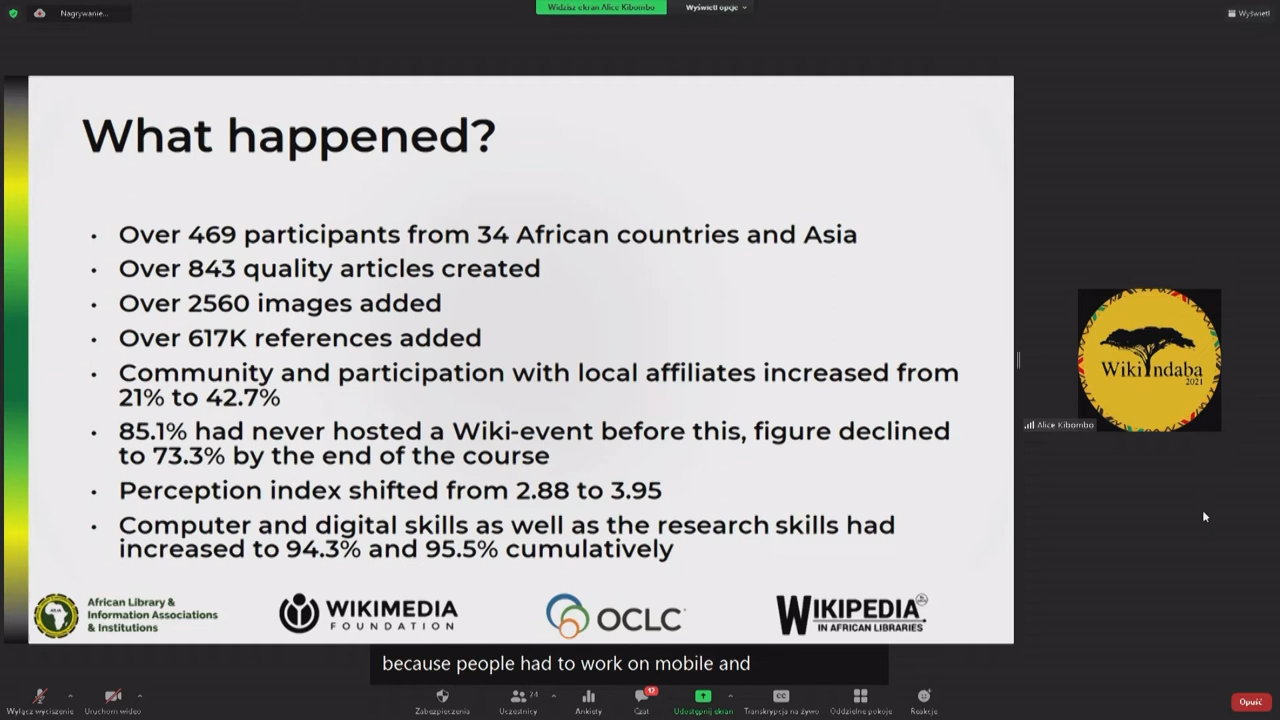 Nagrywanie...
Widzisz ekran Alice Kibombo
Wyświetl opcje
Wyświetl
What happened?
• Over 469 participants from 34 African countries and Asia
• Over 843 quality articles created
• Over 2560 images added
• Over 617K references added
• Community and participation with local affiliates increased from
21% to 42.7%
• 85.1% had never hosted a Wiki-event before this, figure declined
to 73.3% by the end of the course
• Perception index shifted from 2.88 to 3.95
• Computer and digital skills as well as the research skills had
increased to 94.3% and 95.5% cumulatively
WikiIndaba
2021
Alice Kibombo
African Library &
Information Associations
& Institutions
WIKIMEDIA
FOUNDATION
OCLC
WIKIPEDIA
IN AFRICAN LIBRARIES
because people had to work on mobile and
Wyłącz wyciszenie
Uruchom wideo
Zabezpieczenia
Uczestnicy
24
Ankiety
Czat
12
Udostępnij ekran
CC
Transkrypcja na żywo
Oddzielne pokoje
Reakcje
Opuść